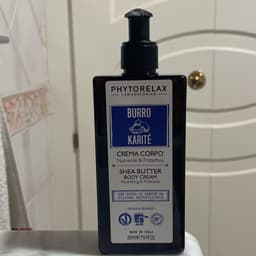 PHYTORELAX
LABORATORIES
BURRO
KARITÉ
CREMA CORPO
Nutriente & Protettiva
SHEA BUTTER
BODY CREAM
Nourishing & Protective
MADE IN ITALY